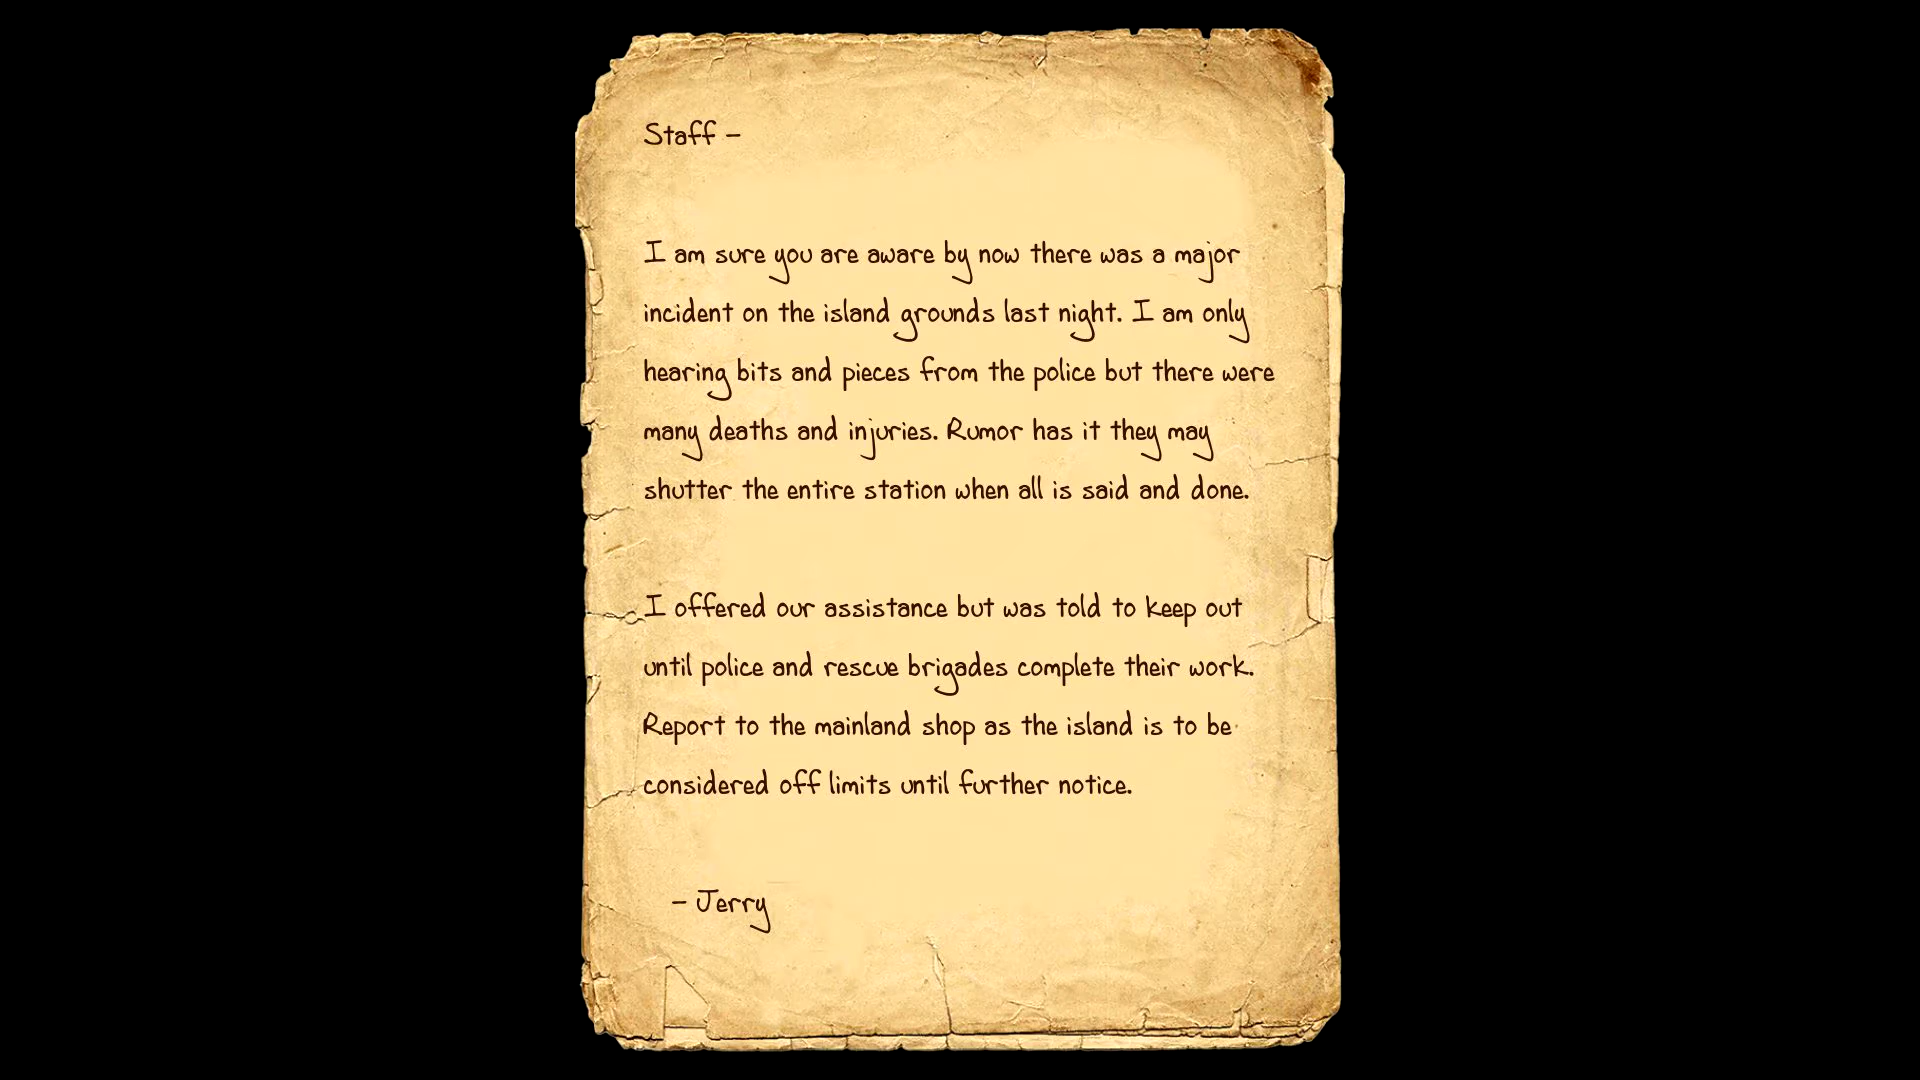 Staff -
I am sure you are aware by now there was a major
incident on the island grounds last night. I am only
hearing bits and pieces from the police but there were
many deaths and injuries. Rumor has it they may
shutter the entire station when all is said and done.
I offered our assistance but was told to keep out
until police and rescue brigades complete their work.
Report to the mainland shop as the island is to be
considered off limits until further notice.
- Jerry